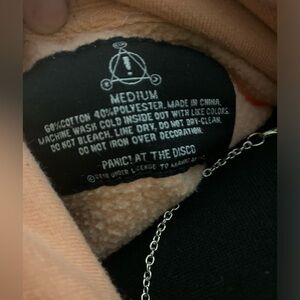 MEDIUM
60%COTTON 40%POLYESTER. MADE IN CHINA.
MACHINE WASH COLD INSIDE OUT WITH LIKE COLORS.
DO NOT BLEACH. LINE DRY. DO NOT DRY-CLEAN.
DO NOT IRON OVER DECORATION.
PANIC! AT THE DISCO
UNDER LICENSE TO